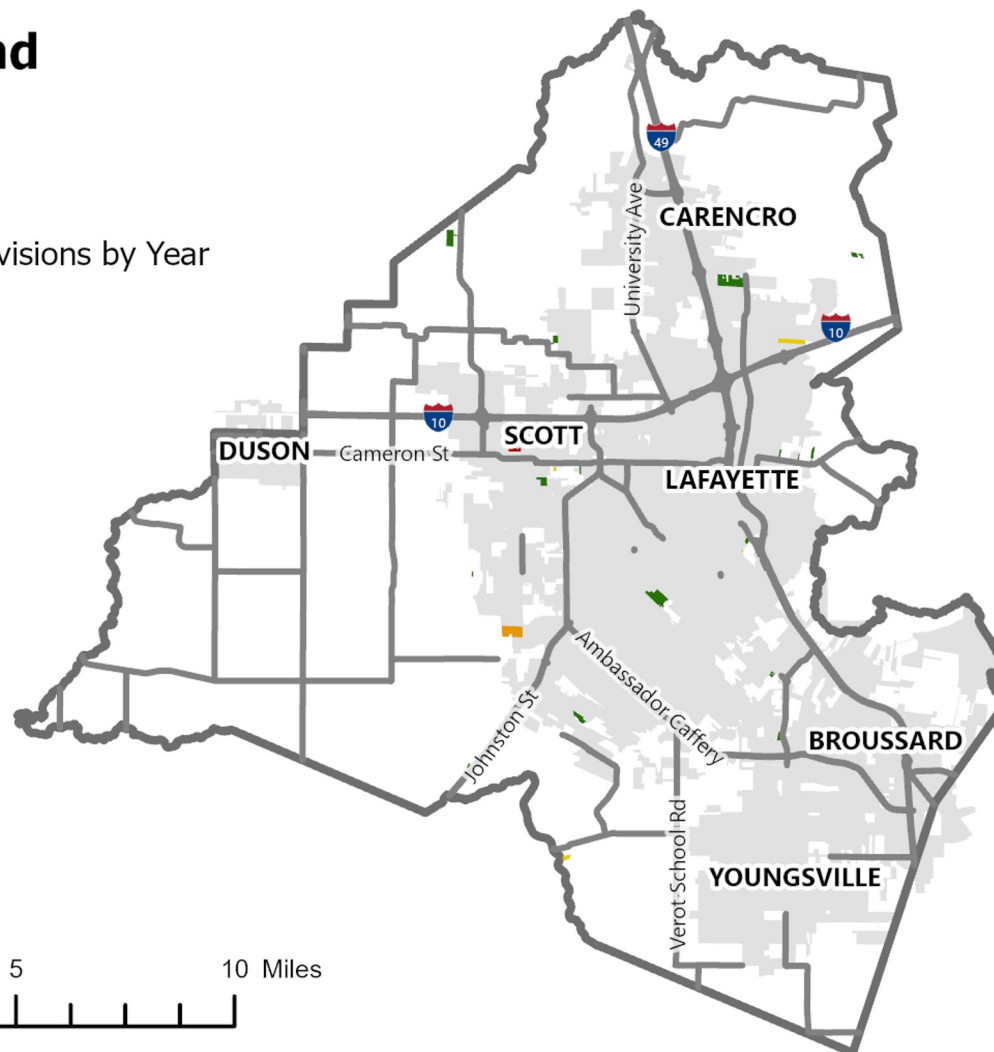 nd
visions by Year
49
CARENCRO
University Ave
10
10
SCOTT
DUSON
Cameron St
LAFAYETTE
Ambassador Caffery
Johnston St
BROUSSARD
Verot School Rd
YOUNGSVILLE
5 10 Miles